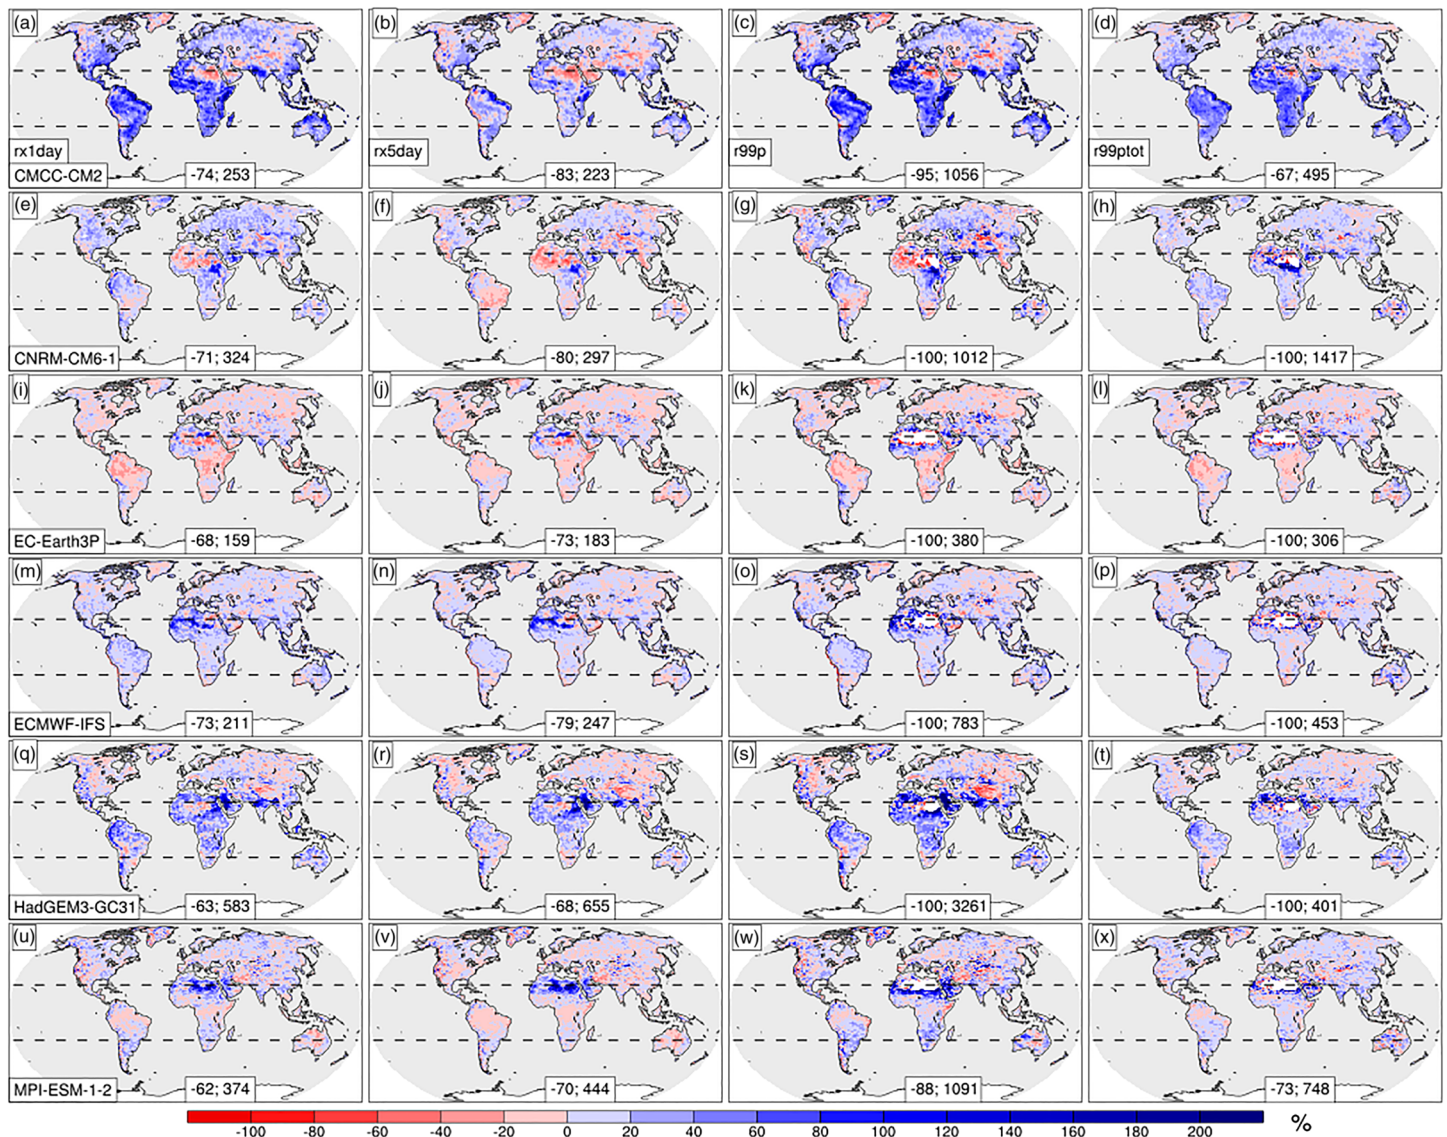 (a) (b) (c) (d)
rx1day rx5day r99p r99ptot
CMCC-CM2 -74; 253 -83; 223 -95; 1056 -67; 495
(e) (f) (g) (h)
CNRM-CM6-1 -71; 324 -80; 297 -100; 1012 -100; 1417
(i) (j) (k) (l)
EC-Earth3P -68; 159 -73; 183 -100; 380 -100; 306
(m) (n) (o) (p)
ECMWF-IFS -73; 211 -79; 247 -100; 783 -100; 453
(q) (r) (s) (t)
HadGEM3-GC31 -63; 583 -68; 655 -100; 3261 -100; 401
(u) (v) (w) (x)
MPI-ESM-1-2 -62; 374 -70; 444 -88; 1091 -73; 748
-100 -80 -60 -40 -20 0 20 40 60 80 100 120 140 160 180 200 %